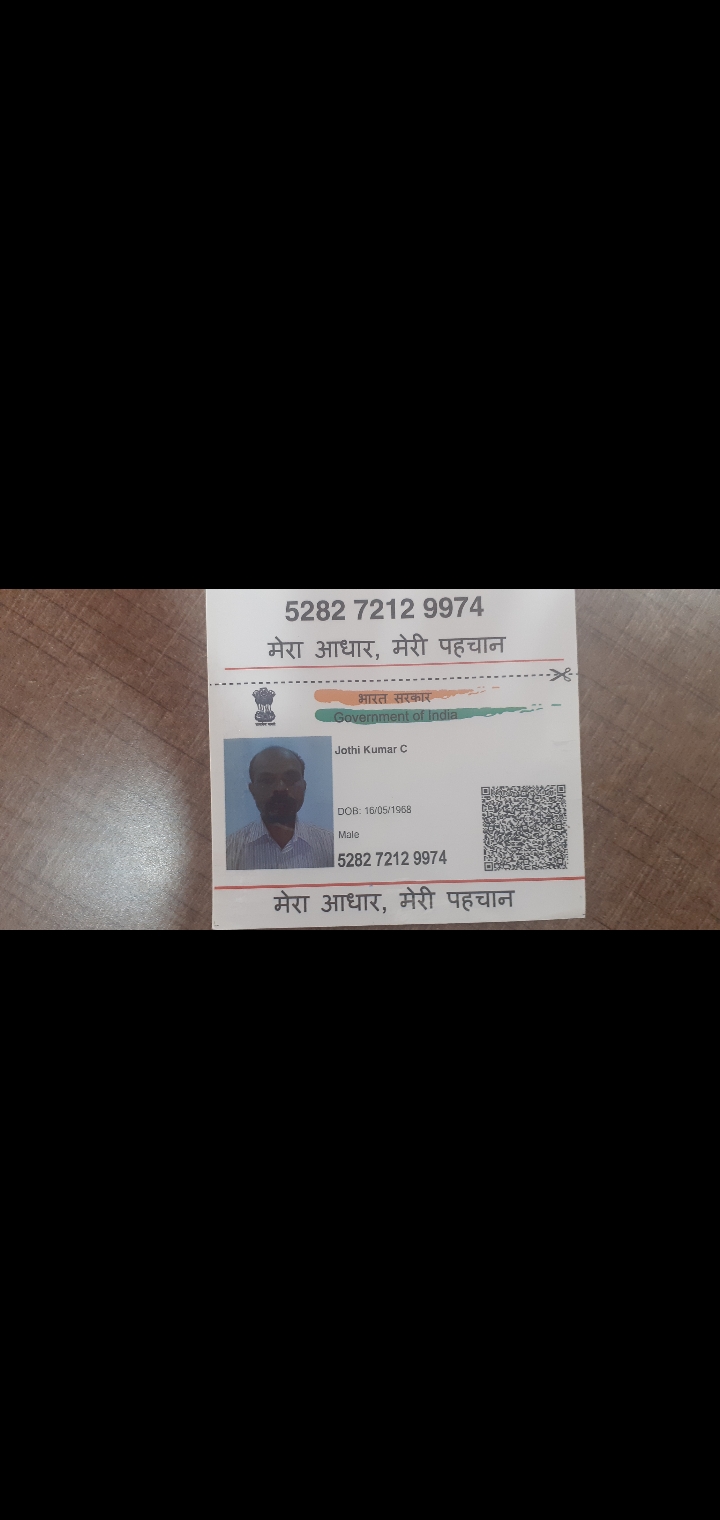 5282 7212 9974
मेरा आधार, मेरी पहचान
भारत सरकार
Government of India
Jothi Kumar C
DOB: 16/05/1968
Male
5282 7212 9974
मेरा आधार, मेरी पहचान